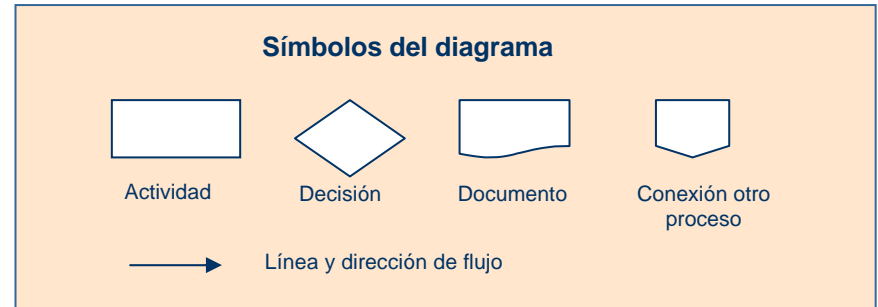 Símbolos del diagrama
Actividad
Decisión
Documento
Conexión otro
proceso
Línea y dirección de flujo